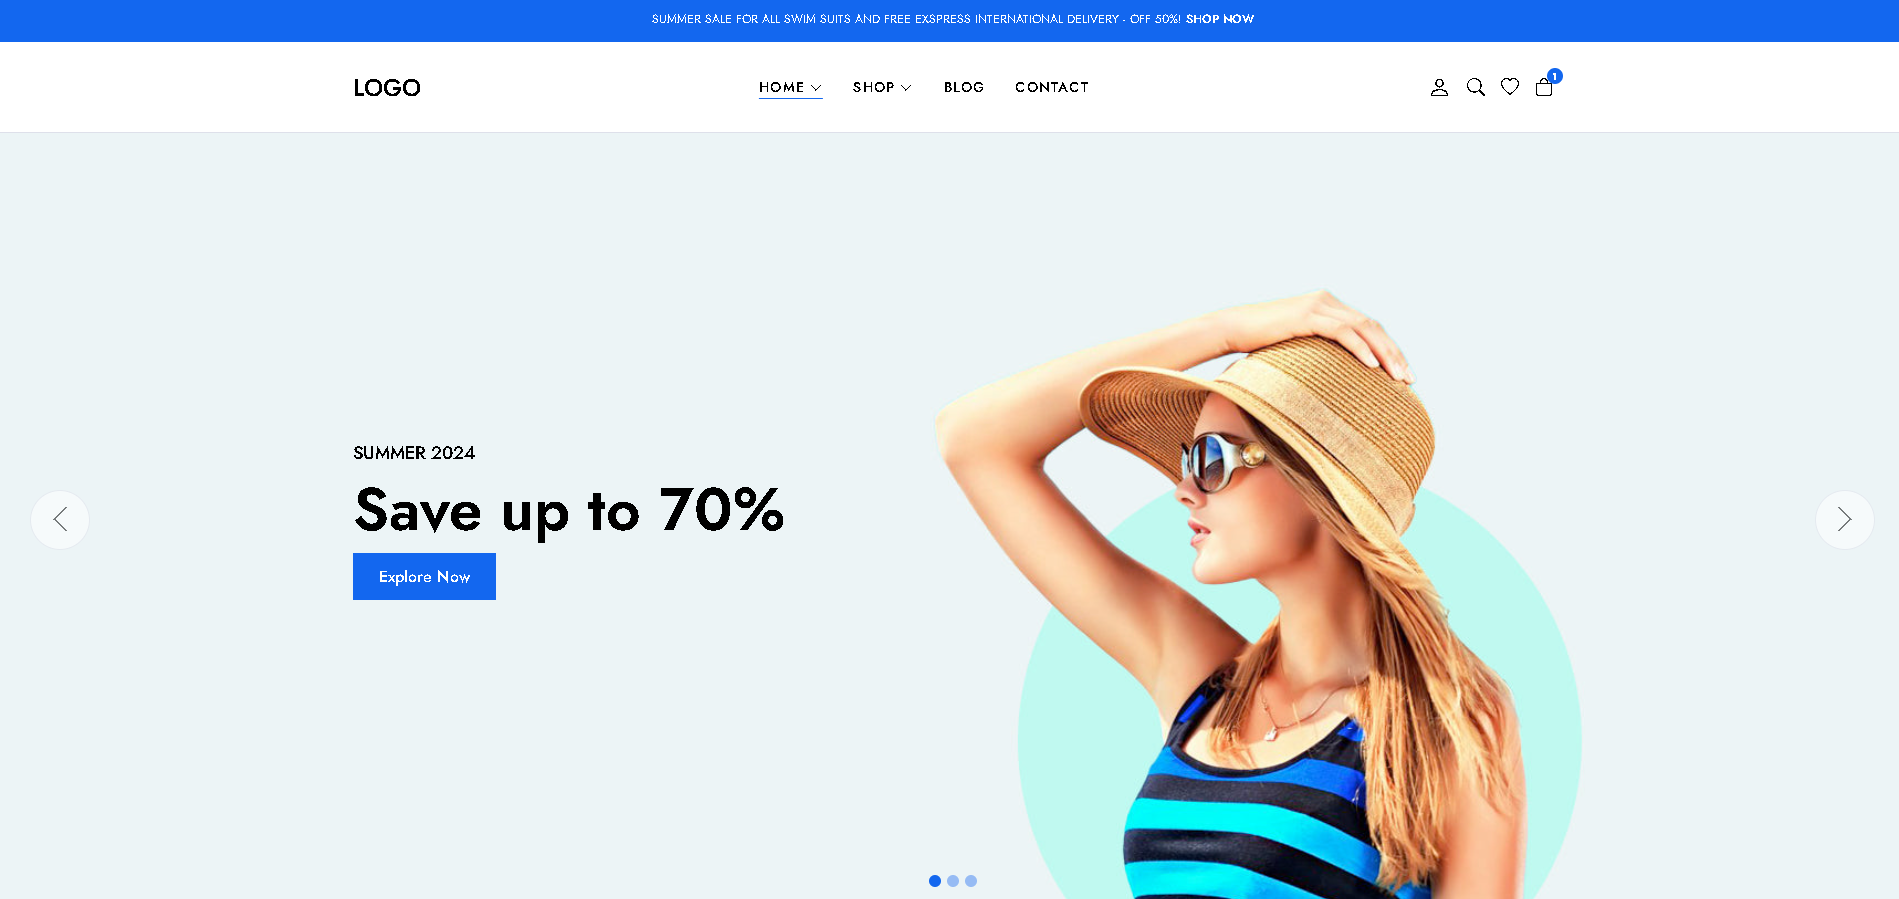 SUMMER SALE FOR ALL SWIM SUITS AND FREE EXSPRESS INTERNATIONAL DELIVERY - OFF 50%! SHOP NOW
LOGO
HOME
SHOP
BLOG
CONTACT
1
SUMMER 2024
Save up to 70%
Explore Now